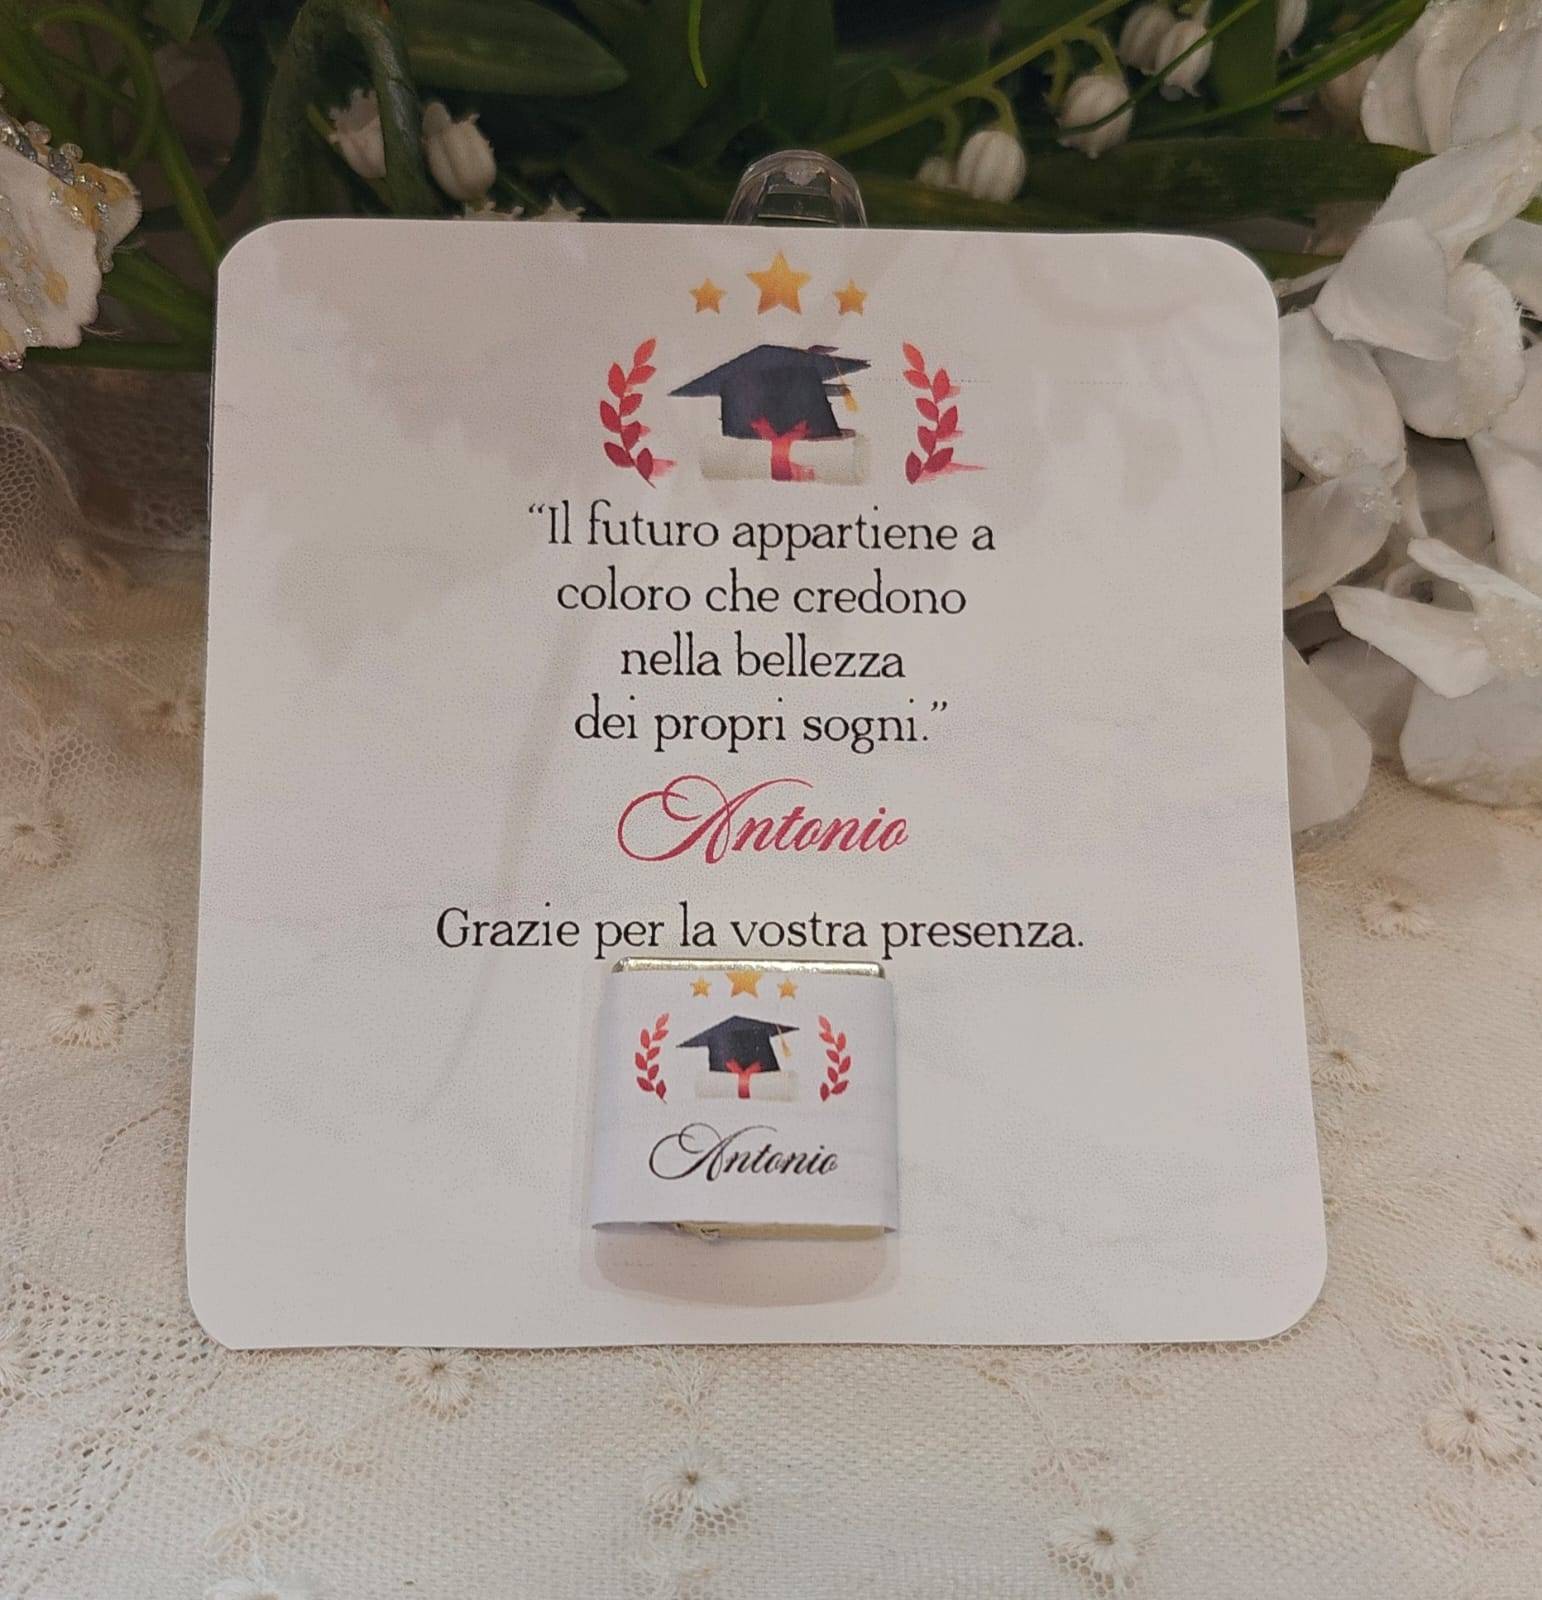 “Il futuro appartiene a
coloro che credono
nella bellezza
dei propri sogni.”
Antonio
Grazie per la vostra presenza.
Antonio